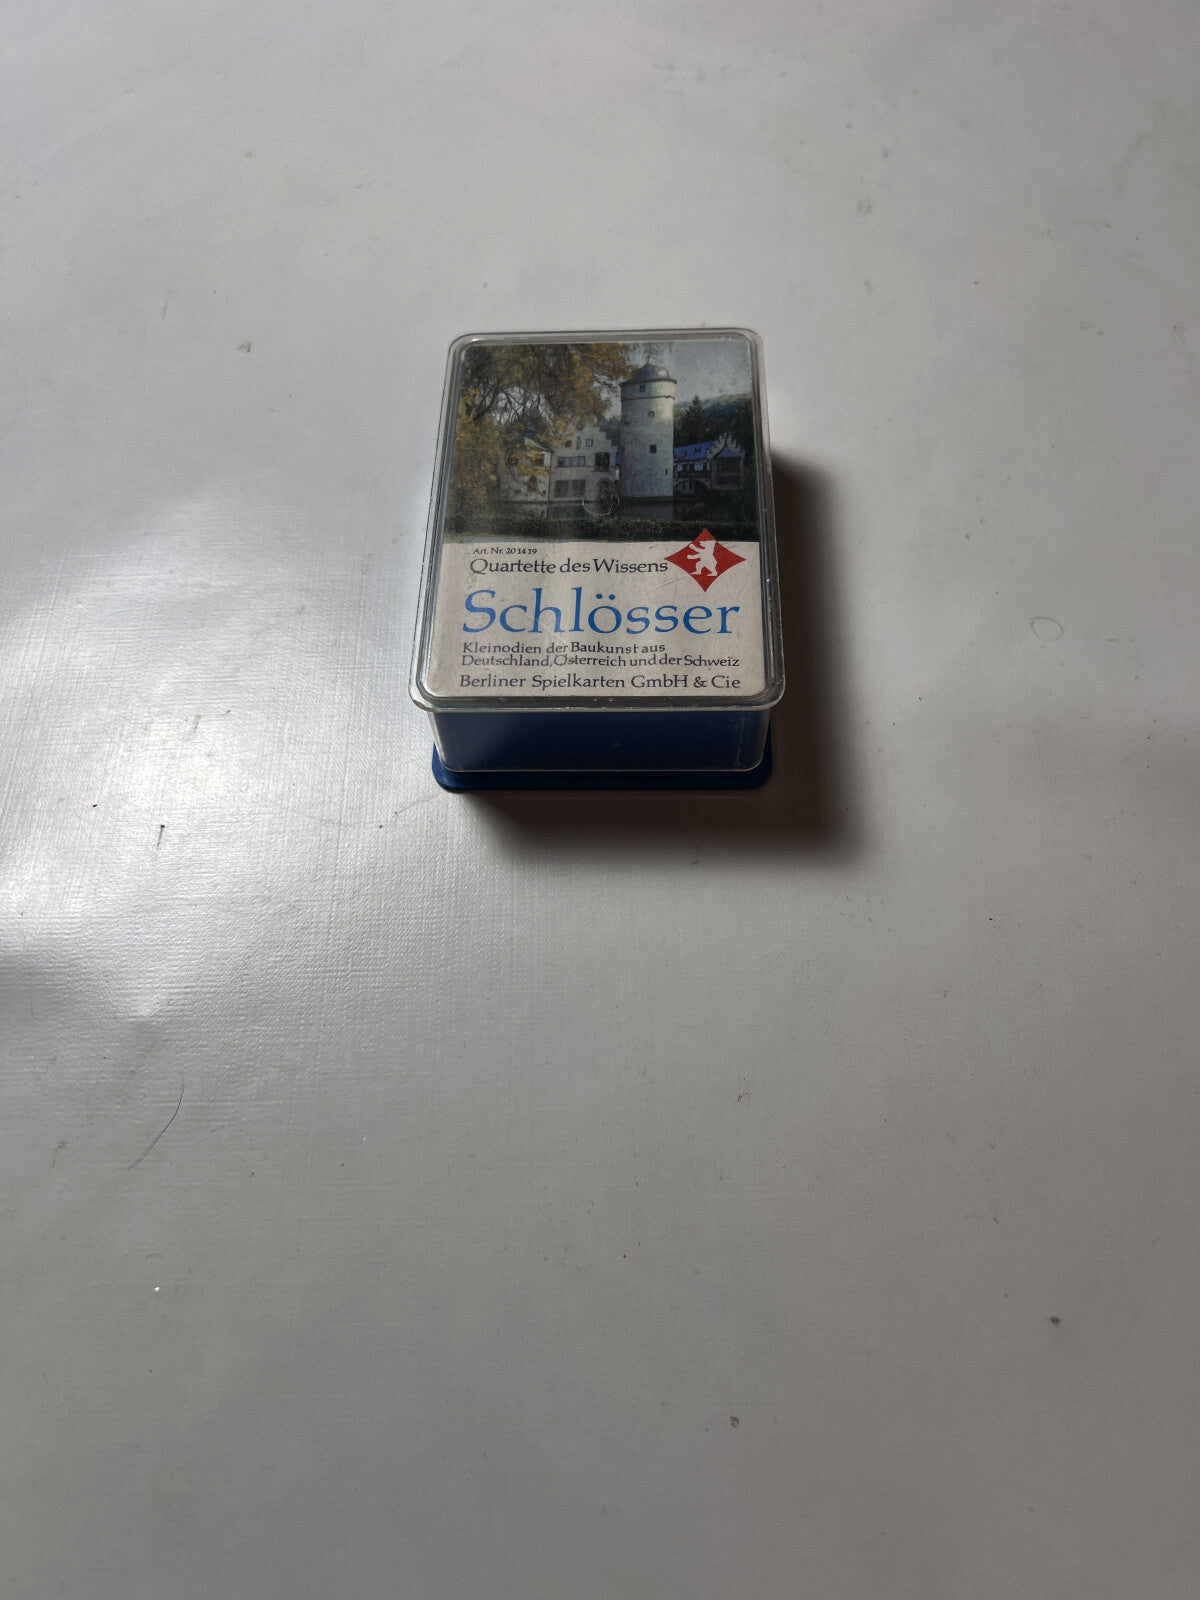 Art. Nr. 20 14 19
Quartette des Wissens
Schlösser
Kleinodien der Baukunst aus
Deutschland, Österreich und der Schweiz
Berliner Spielkarten GmbH & Cie